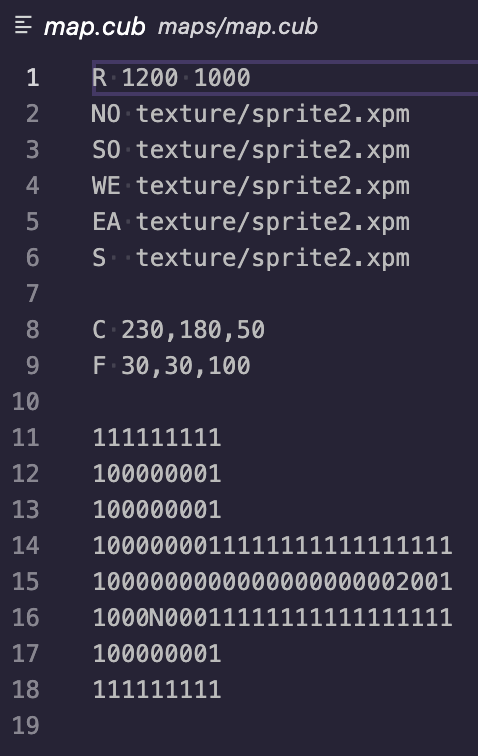 map.cub maps/map.cub
1 R 1200 1000
2 NO texture/sprite2.xpm
3 SO texture/sprite2.xpm
4 WE texture/sprite2.xpm
5 EA texture/sprite2.xpm
6 S  texture/sprite2.xpm
7
8 C 230,180,50
9 F 30,30,100
10
11 111111111
12 100000001
13 100000001
14 1000000011111111111111111
15 1000000000000000000002001
16 1000N00011111111111111111
17 100000001
18 111111111
19